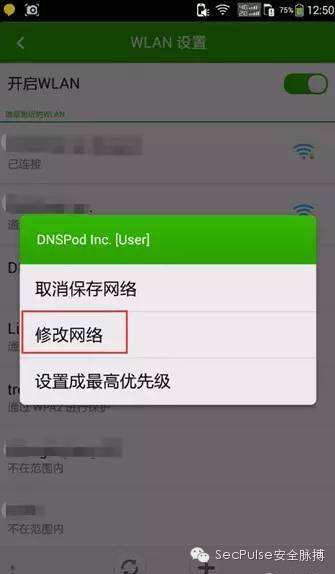 75% 12:50
WLAN 设置
开启WLAN
已连接
DNSPod Inc. [User]
取消保存网络
修改网络
设置成最高优先级
通过 WPA2 进行保护
不在范围内
不在范围内
SecPulse安全脉搏